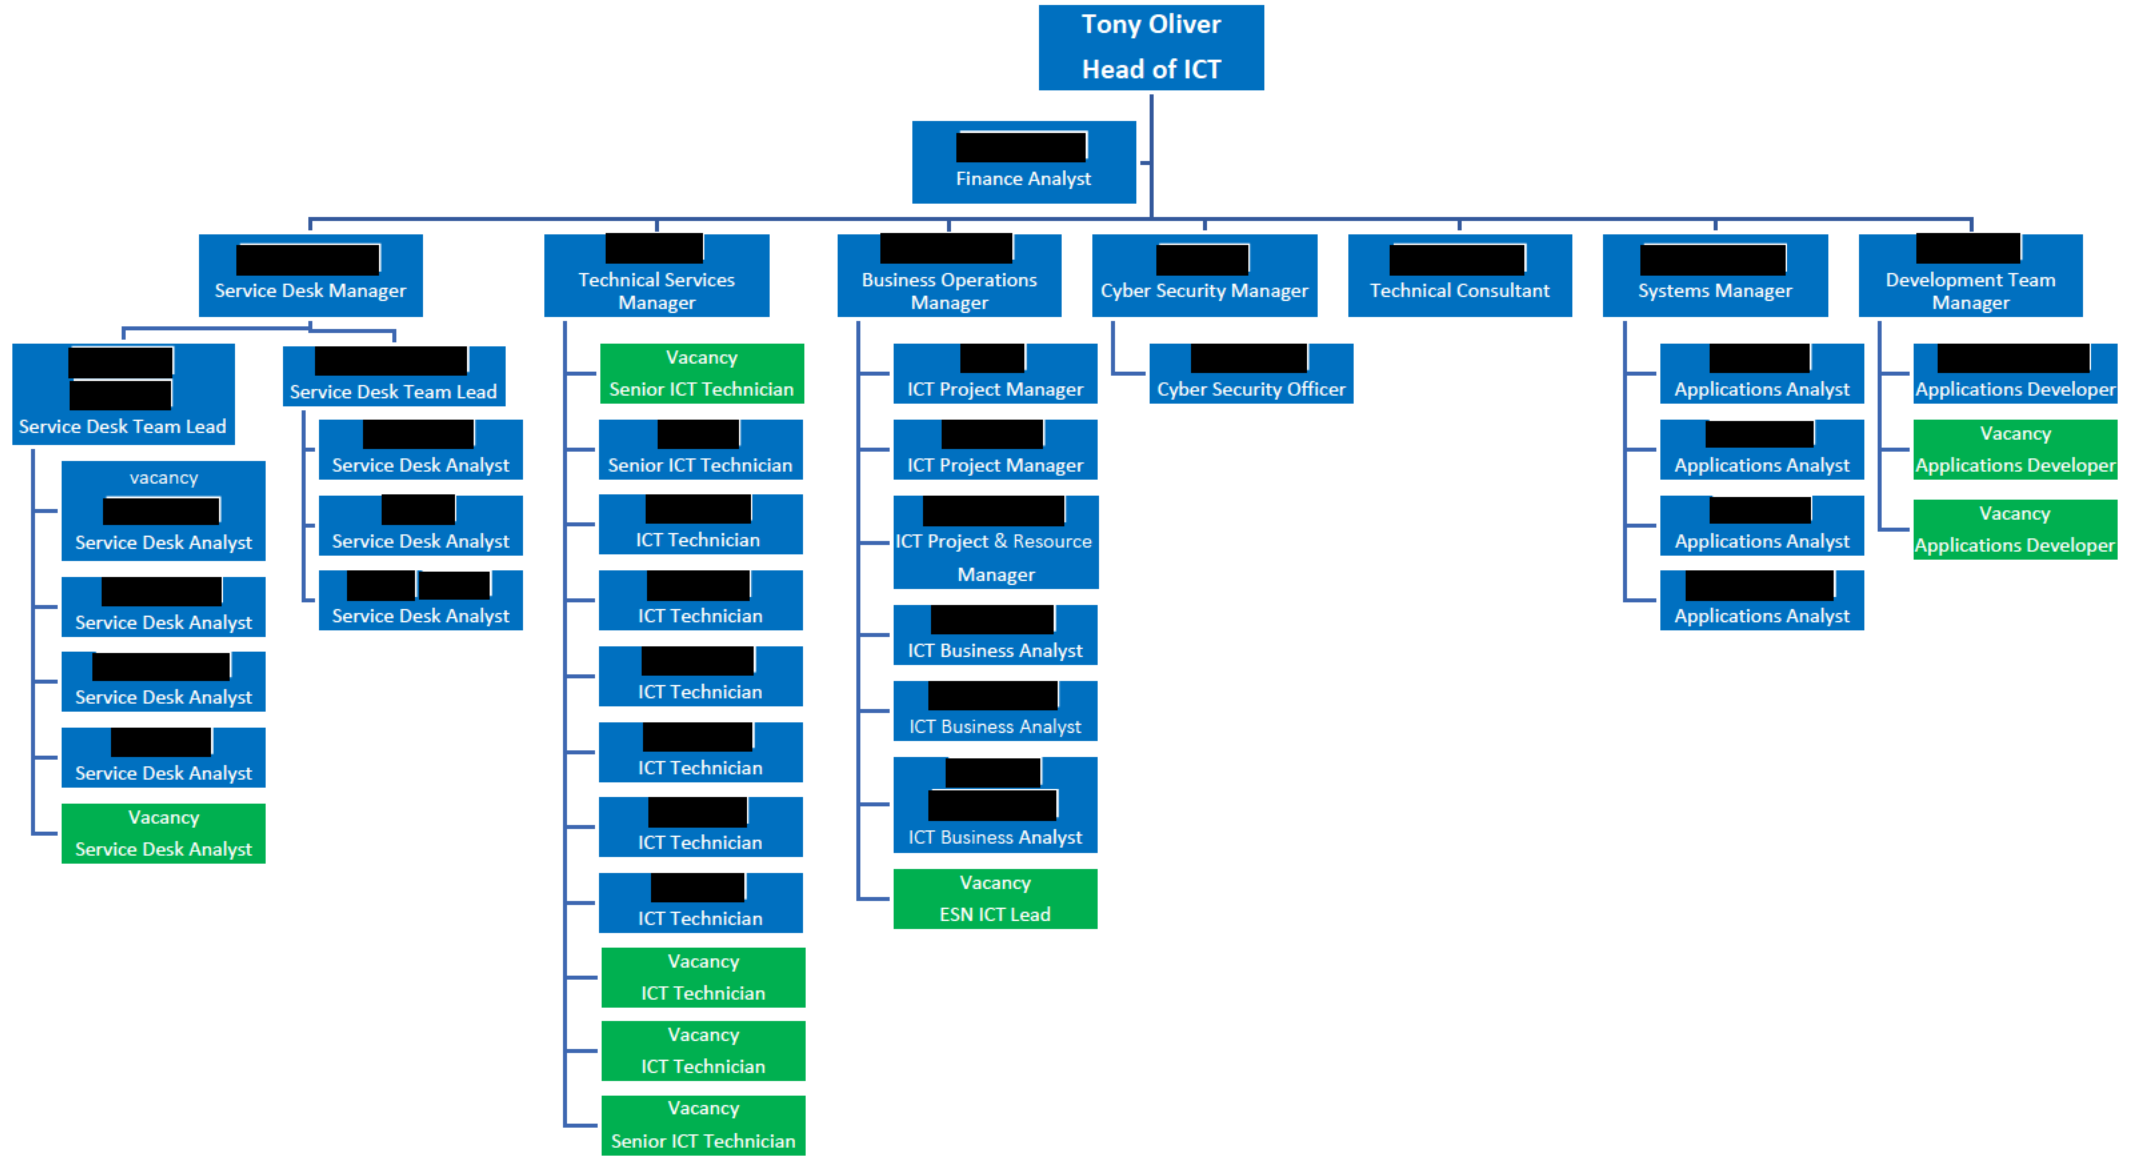 Tony Oliver
Head of ICT
Finance Analyst
Service Desk Manager
Technical Services
Manager
Business Operations
Manager
Cyber Security Manager
Technical Consultant
Systems Manager
Development Team
Manager
Service Desk Team Lead
vacancy
Service Desk Analyst
Service Desk Analyst
Service Desk Analyst
Service Desk Analyst
Vacancy
Service Desk Analyst
Service Desk Team Lead
Service Desk Analyst
Service Desk Analyst
Service Desk Analyst
Vacancy
Senior ICT Technician
Senior ICT Technician
ICT Technician
ICT Technician
ICT Technician
ICT Technician
ICT Technician
ICT Technician
Vacancy
ICT Technician
Vacancy
ICT Technician
Vacancy
Senior ICT Technician
ICT Project Manager
ICT Project Manager
ICT Project & Resource
Manager
ICT Business Analyst
ICT Business Analyst
ICT Business Analyst
Vacancy
ESN ICT Lead
Cyber Security Officer
Applications Analyst
Applications Analyst
Applications Analyst
Applications Analyst
Applications Developer
Vacancy
Applications Developer
Vacancy
Applications Developer